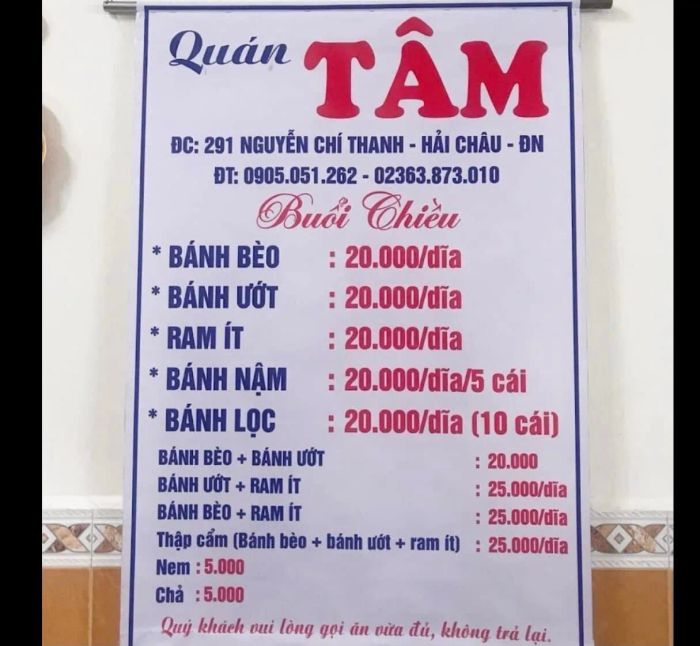 Quán TÂM
ĐC: 291 NGUYỄN CHÍ THANH - HẢI CHÂU - ĐN
ĐT: 0905.051.262 - 02363.873.010
Buổi Chiều
* BÁNH BÈO : 20.000/dĩa
* BÁNH ƯỚT : 20.000/dĩa
* RAM ÍT : 20.000/dĩa
* BÁNH NẬM : 20.000/dĩa/5 cái
* BÁNH LỌC : 20.000/dĩa (10 cái)
BÁNH BÈO + BÁNH ƯỚT : 20.000
BÁNH ƯỚT + RAM ÍT : 25.000/dĩa
BÁNH BÈO + RAM ÍT : 25.000/dĩa
Thập cẩm (Bánh bèo + bánh ướt + ram ít) : 25.000/dĩa
Nem : 5.000
Chả : 5.000
Quý khách vui lòng gọi ăn vừa đủ, không trả lại.